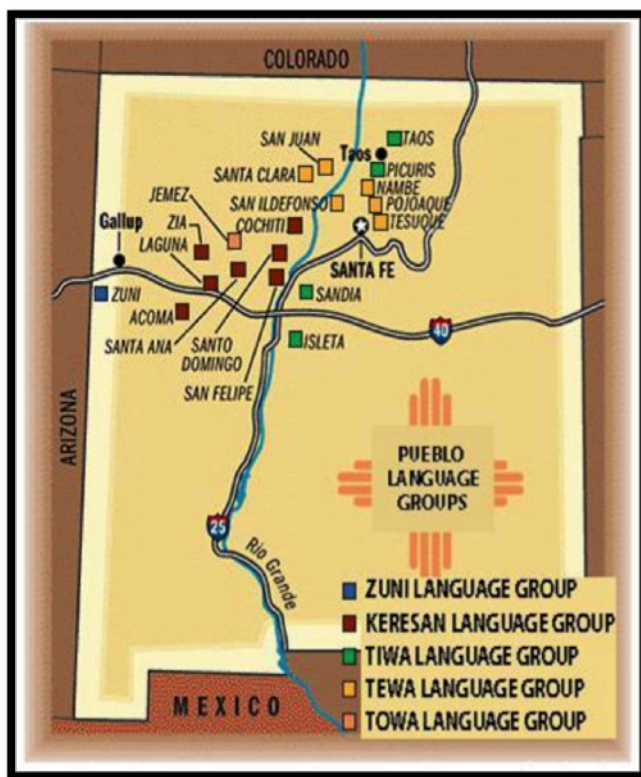 COLORADO
SAN JUAN
TAOS
Taos
SANTA CLARA
PICURIS
JEMEZ
NAMBE
SAN ILDEFONSO
POJOAQUE
ZIA
COCHITI
TESUQUE
Gallup
LAGUNA
SANTA FE
ZUNI
SANDIA
ACOMA
40
SANTA ANA
SANTO
DOMINGO
ISLETA
SAN FELIPE
ARIZONA
PUEBLO
LANGUAGE
GROUPS
25
Rio Grande
ZUNI LANGUAGE GROUP
KERESAN LANGUAGE GROUP
TIWA LANGUAGE GROUP
TEWA LANGUAGE GROUP
TOWA LANGUAGE GROUP
MEXICO